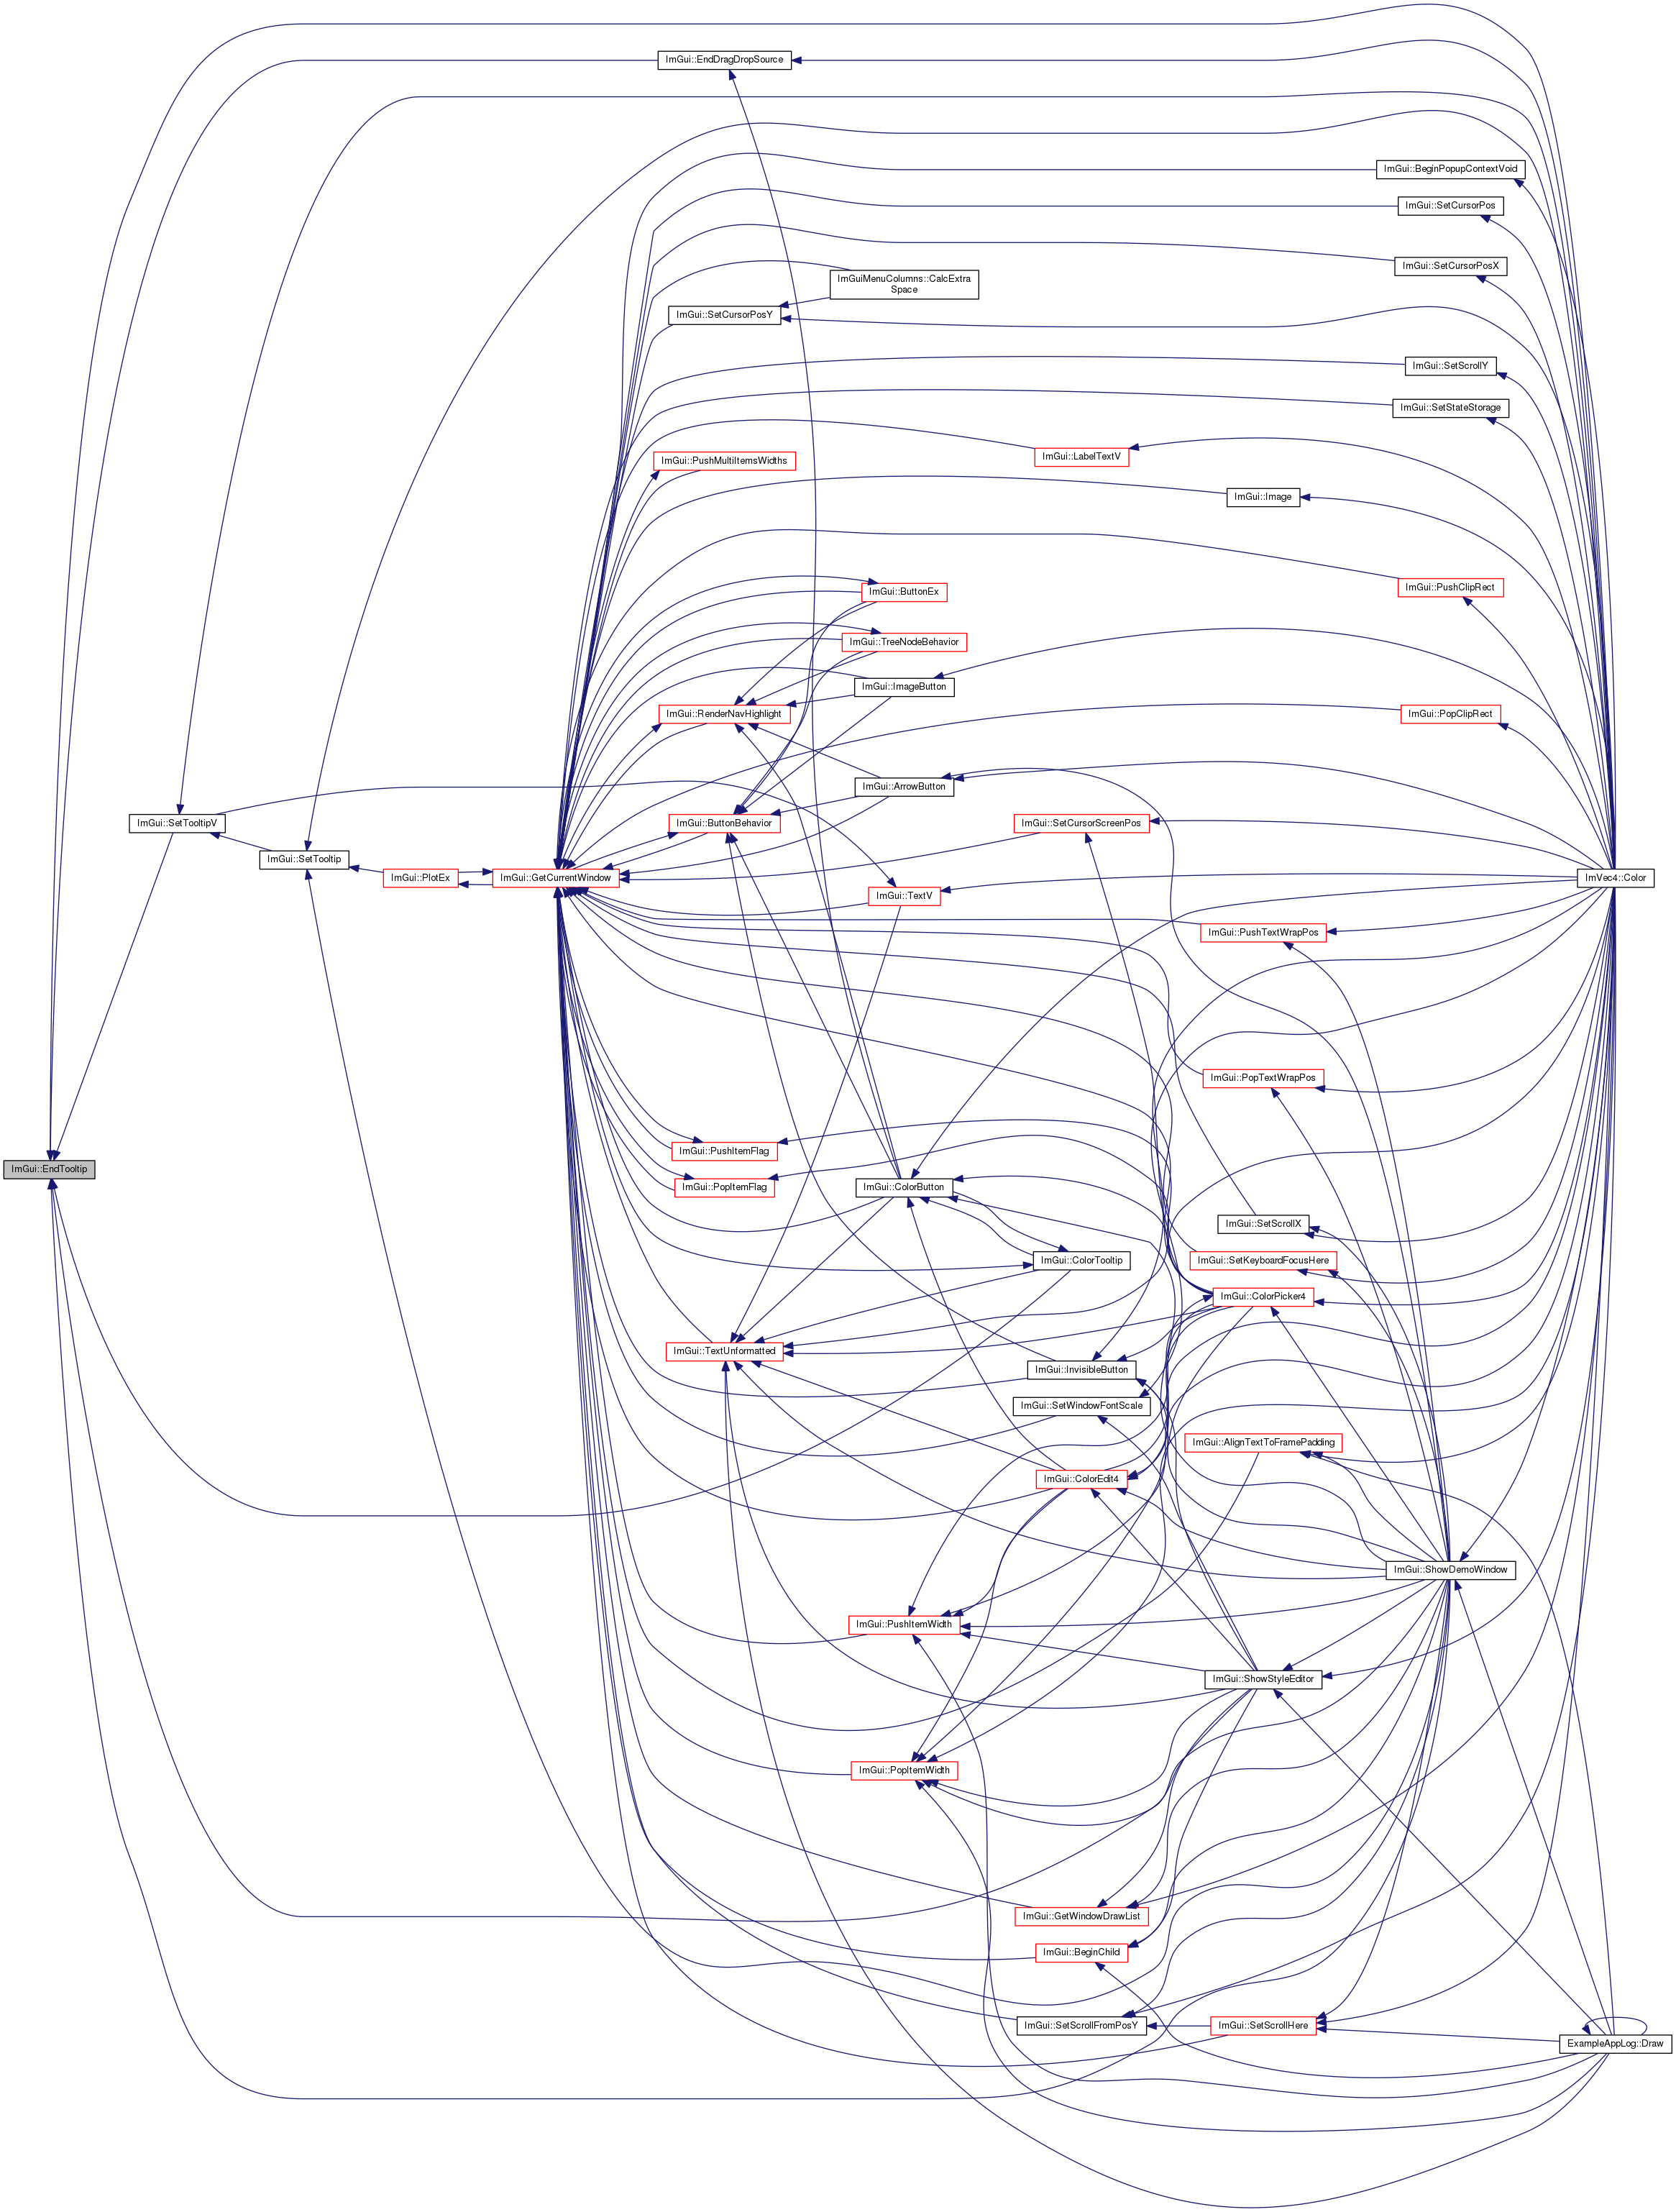 ImGui::EndDragDropSource
ImGui::BeginPopupContextVoid
ImGui::SetCursorPos
ImGui::SetCursorPosX
ImGuiMenuColumns::CalcExtra
Space
ImGui::SetCursorPosY
ImGui::SetScrollY
ImGui::SetStateStorage
ImGui::LabelTextV
ImGui::PushMultiItemsWidths
ImGui::Image
ImGui::PushClipRect
ImGui::ButtonEx
ImGui::TreeNodeBehavior
ImGui::ImageButton
ImGui::RenderNavHighlight
ImGui::PopClipRect
ImGui::ArrowButton
ImGui::SetTooltipV
ImGui::ButtonBehavior
ImGui::SetCursorScreenPos
ImGui::SetTooltip
ImGui::PlotEx
ImGui::GetCurrentWindow
ImVec4::Color
ImGui::TextV
ImGui::PushTextWrapPos
ImGui::PopTextWrapPos
ImGui::PushItemFlag
ImGui::EndTooltip
ImGui::PopItemFlag
ImGui::ColorButton
ImGui::SetScrollX
ImGui::ColorTooltip
ImGui::SetKeyboardFocusHere
ImGui::ColorPicker4
ImGui::TextUnformatted
ImGui::InvisibleButton
ImGui::SetWindowFontScale
ImGui::AlignTextToFramePadding
ImGui::ColorEdit4
ImGui::ShowDemoWindow
ImGui::PushItemWidth
ImGui::ShowStyleEditor
ImGui::PopItemWidth
ImGui::GetWindowDrawList
ImGui::BeginChild
ImGui::SetScrollFromPosY
ImGui::SetScrollHere
ExampleAppLog::Draw